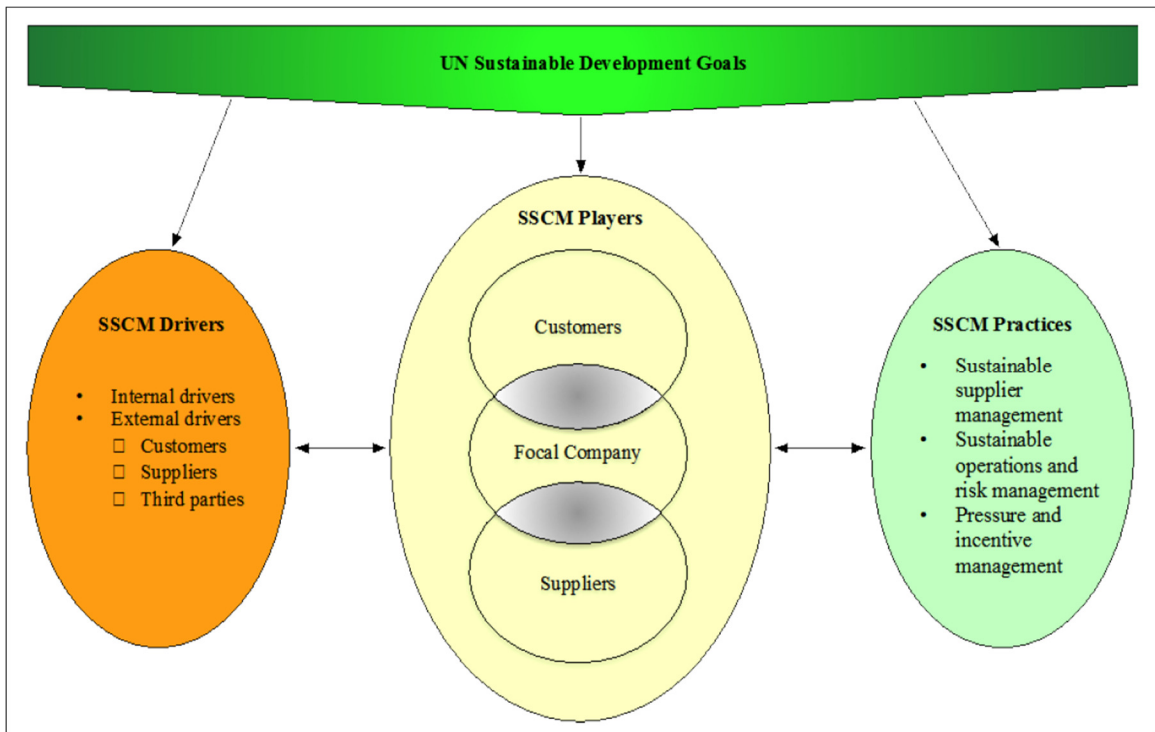 UN Sustainable Development Goals
SSCM Drivers
• Internal drivers
• External drivers
□ Customers
□ Suppliers
□ Third parties
SSCM Players
Customers
Focal Company
Suppliers
SSCM Practices
• Sustainable
supplier
management
• Sustainable
operations and
risk management
• Pressure and
incentive
management